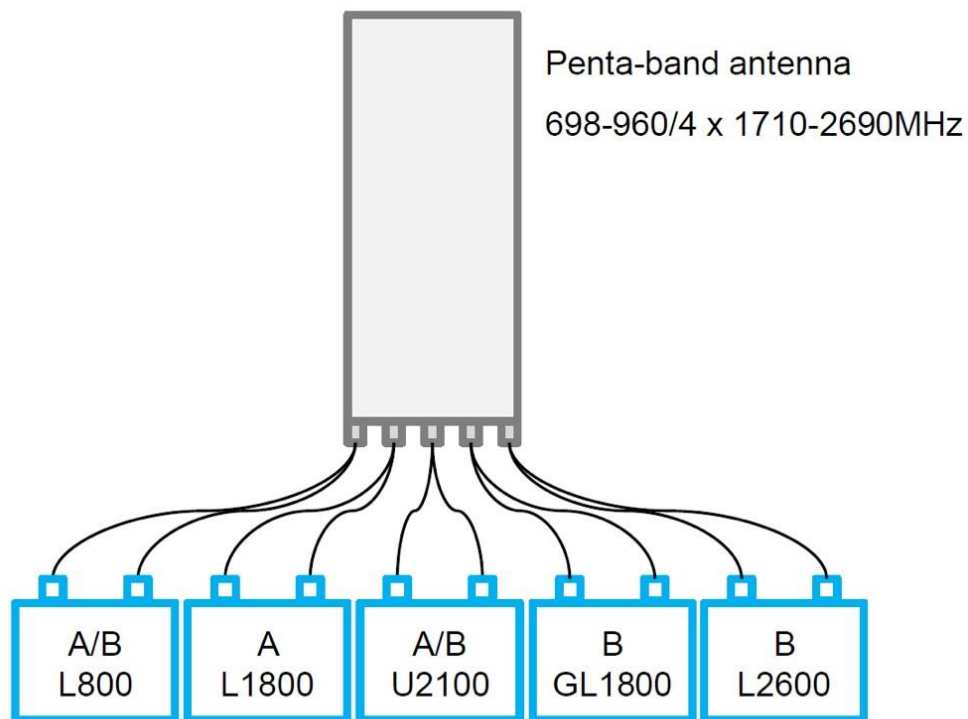 Penta-band antenna
698-960/4 x 1710-2690MHz
A/B
L800
A
L1800
A/B
U2100
B
GL1800
B
L2600